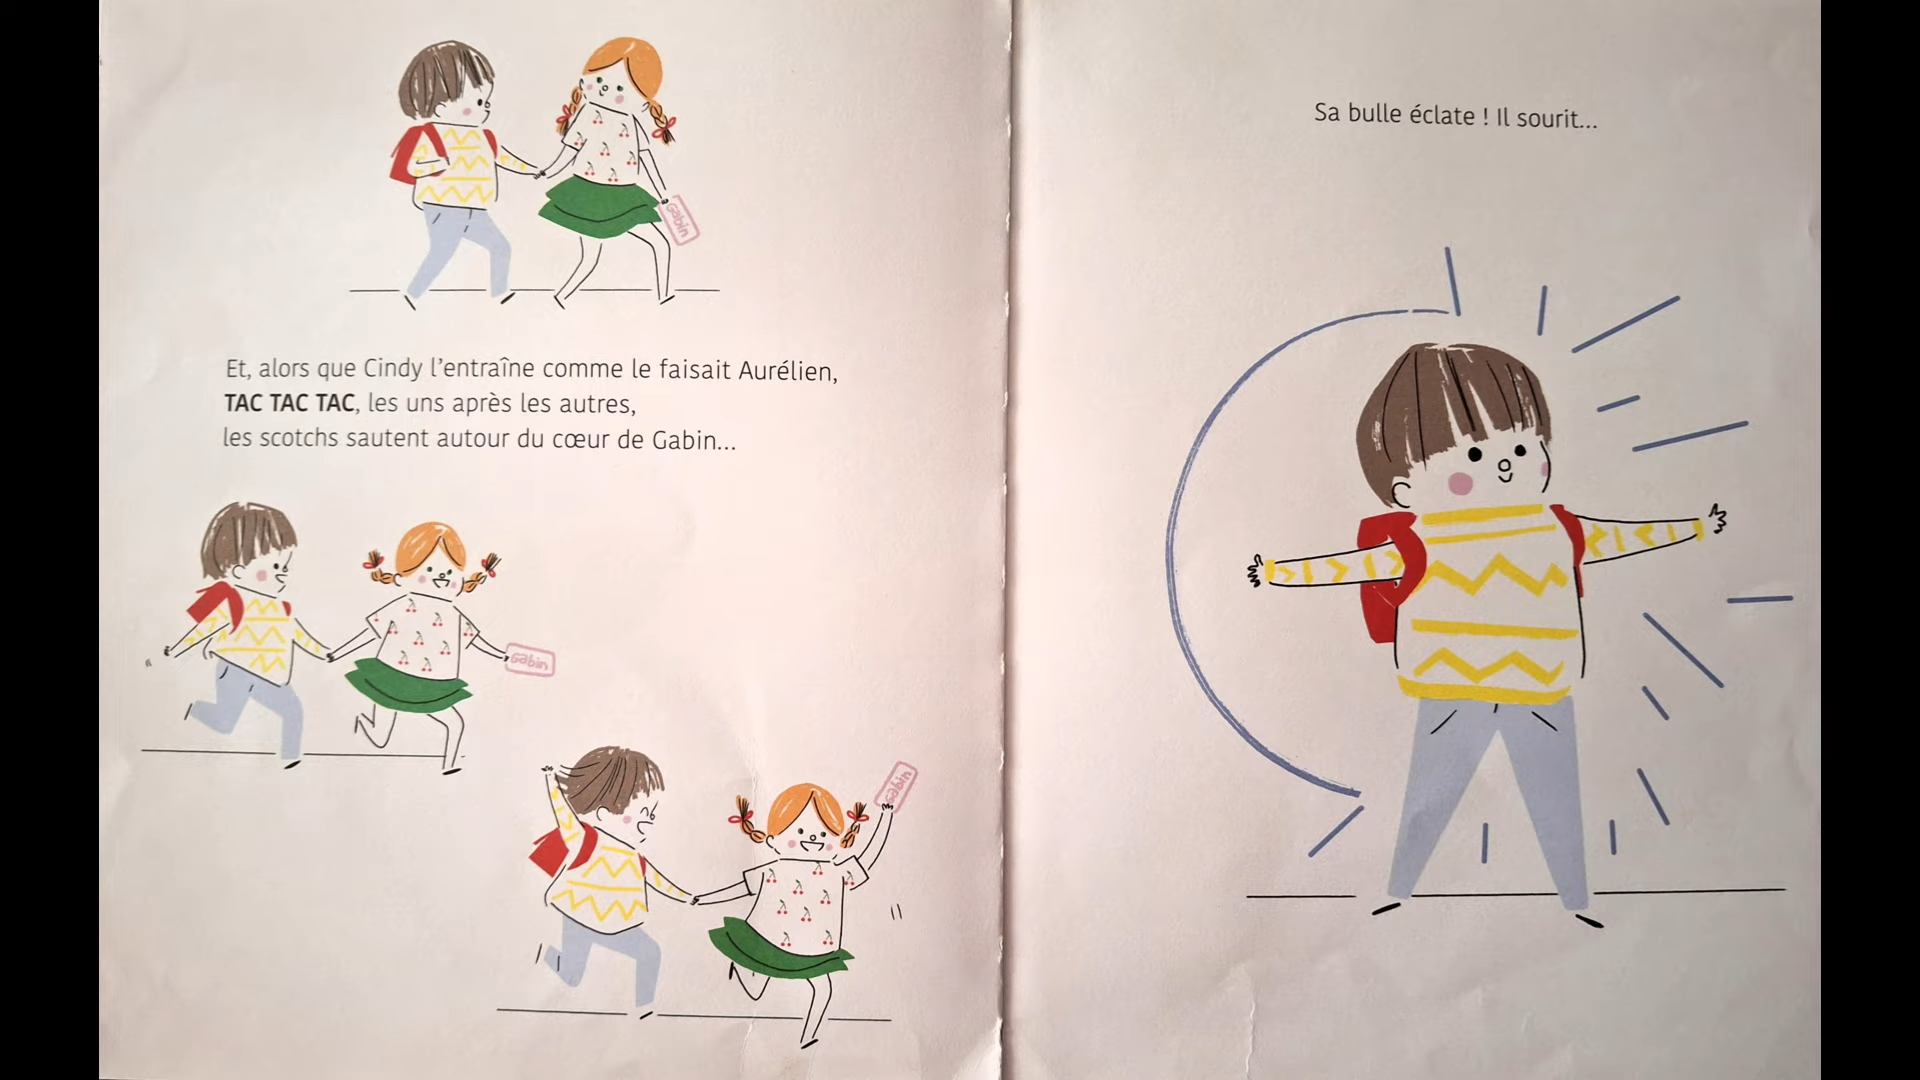 Gabin
Et, alors que Cindy l'entraîne comme le faisait Aurélien,
TAC TAC TAC, les uns après les autres,
les scotchs sautent autour du cœur de Gabin...
Gabin
Gabin
Sa bulle éclate ! Il sourit...